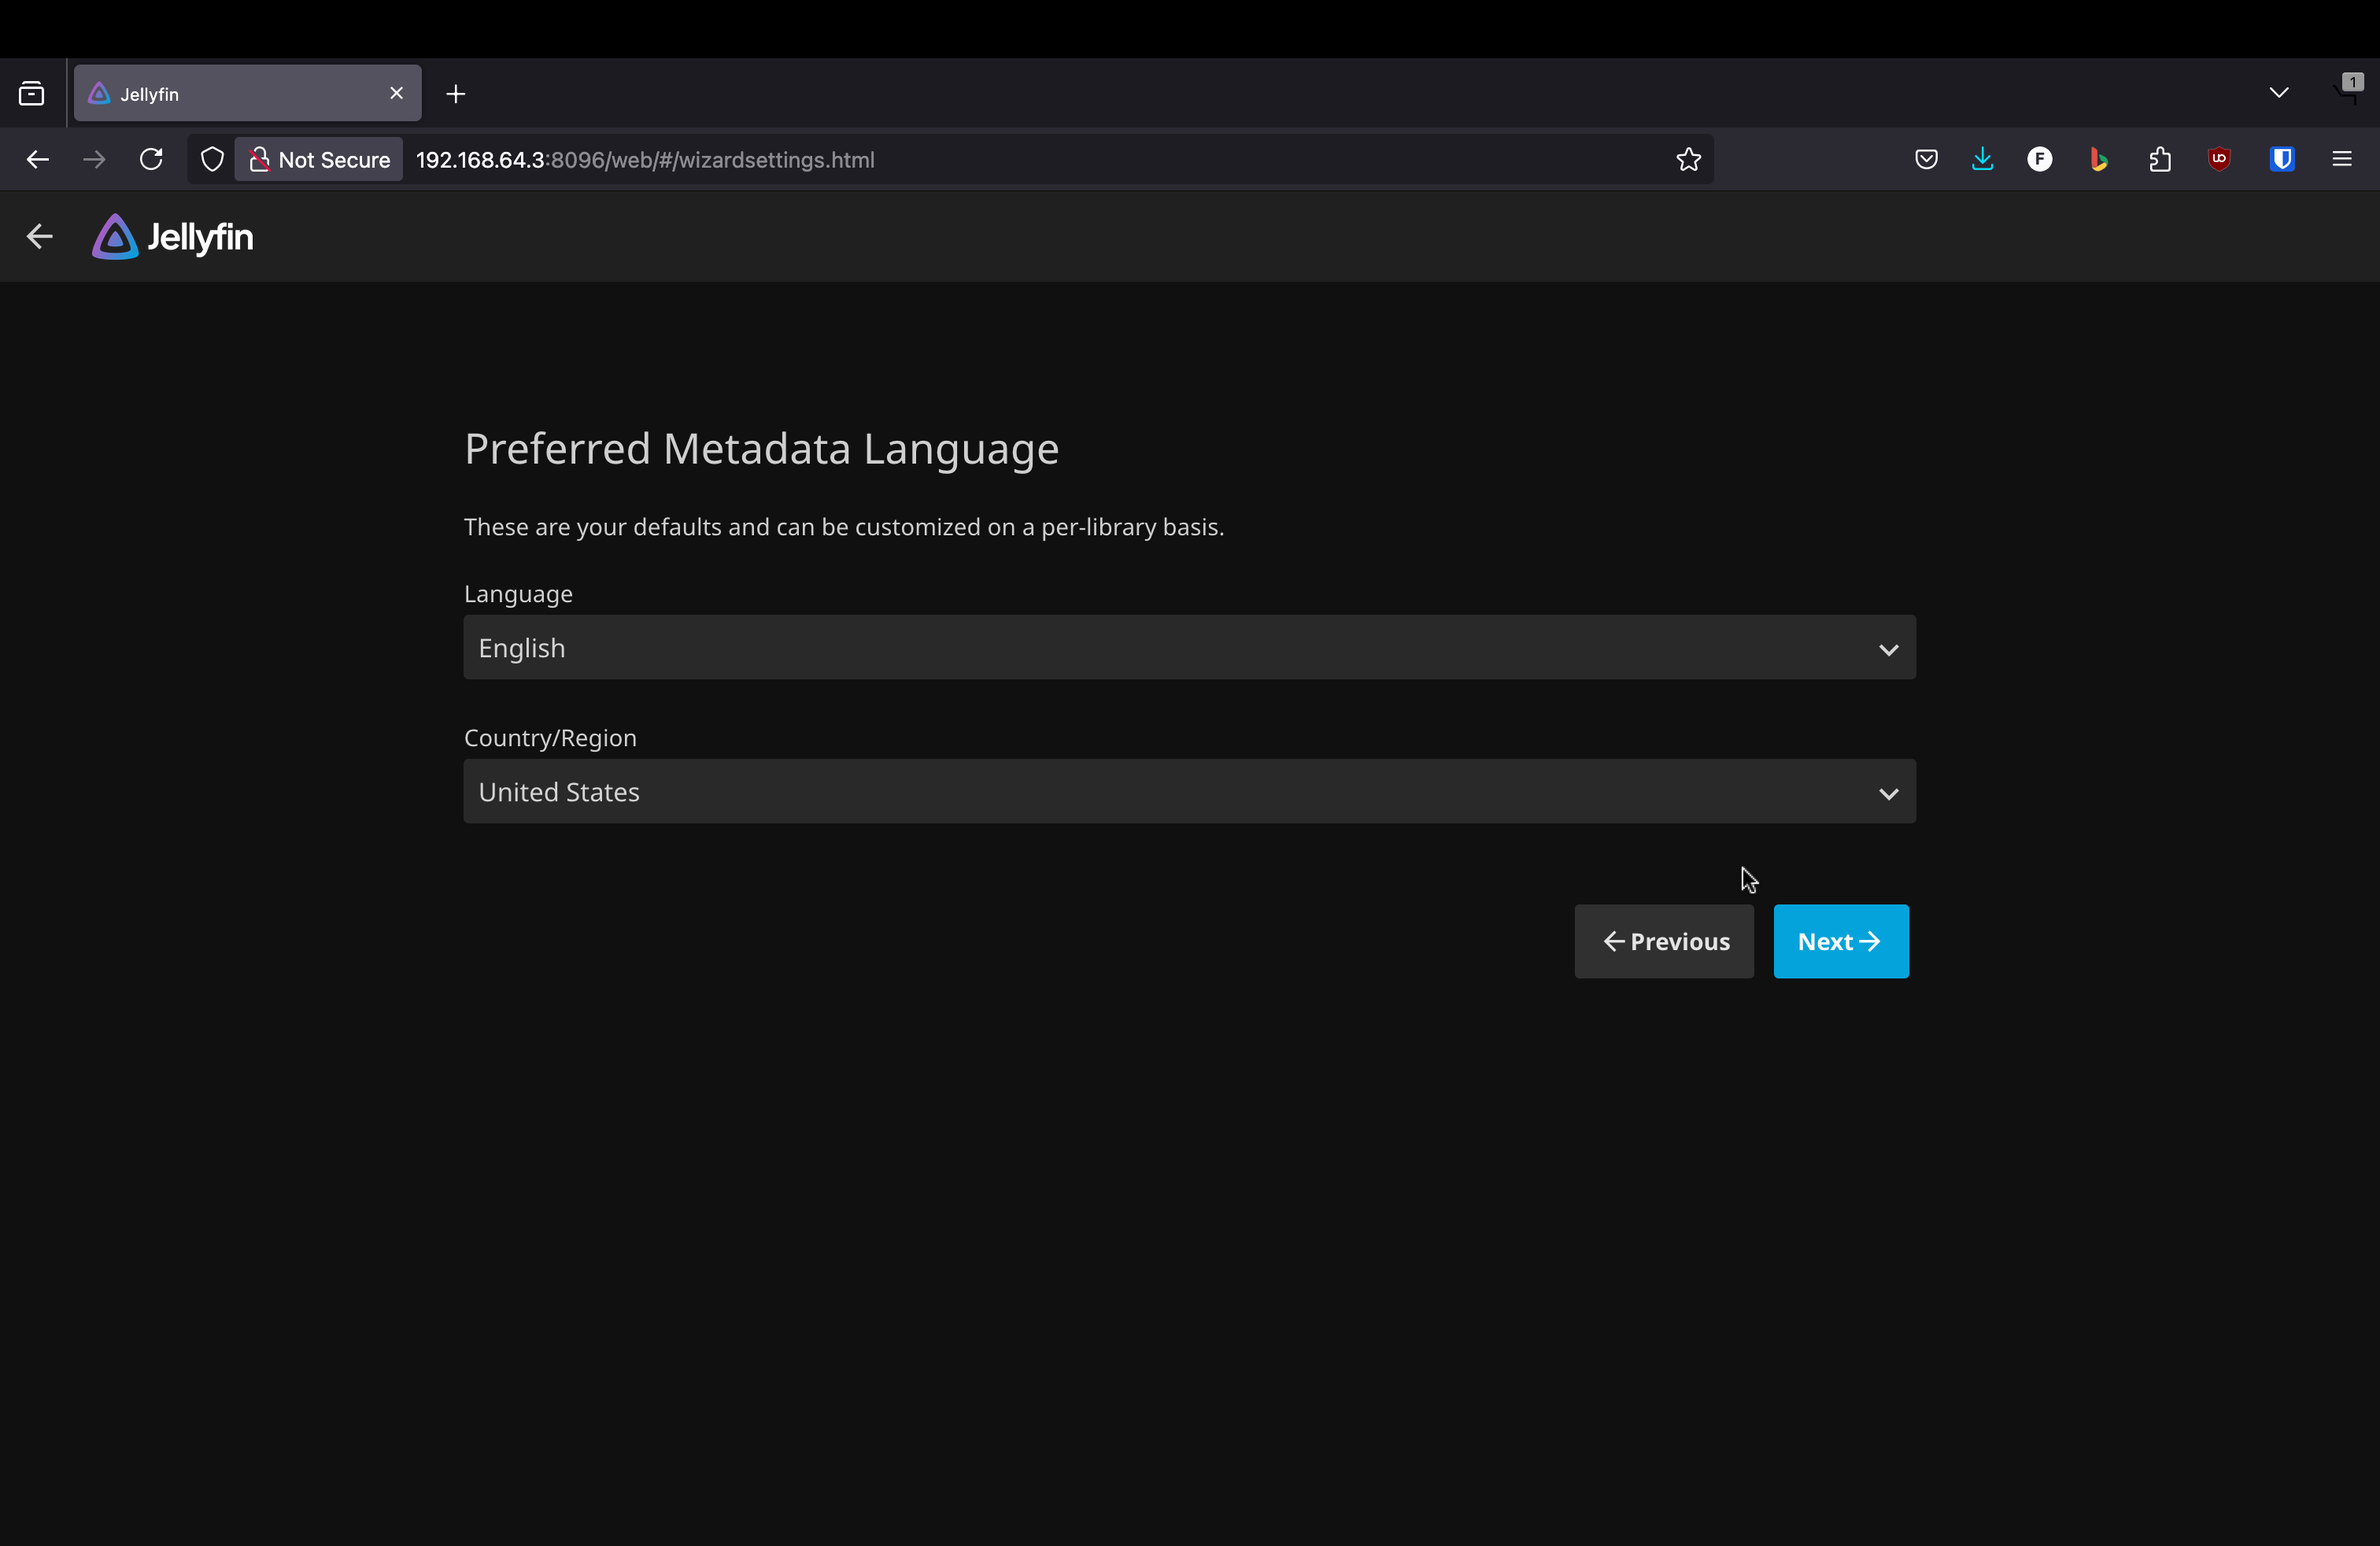 Jellyfin
1
Not Secure
192.168.64.3:8096/web/#/wizardsettings.html
F
UO
Jellyfin
Preferred Metadata Language
These are your defaults and can be customized on a per-library basis.
Language
English
Country/Region
United States
Previous
Next